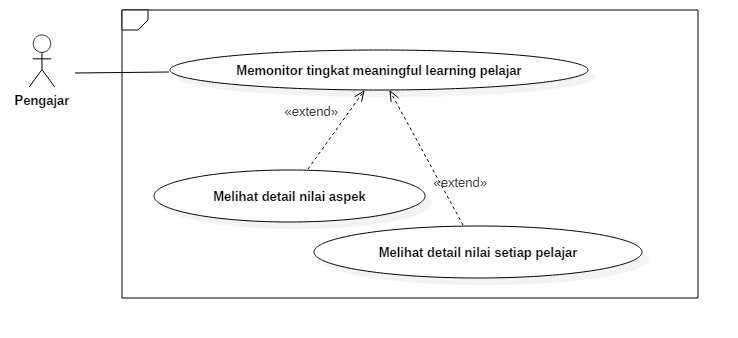 Memonitor tingkat meaningful learning pelajar
Pengajar
«extend»
«extend»
Melihat detail nilai aspek
Melihat detail nilai setiap pelajar